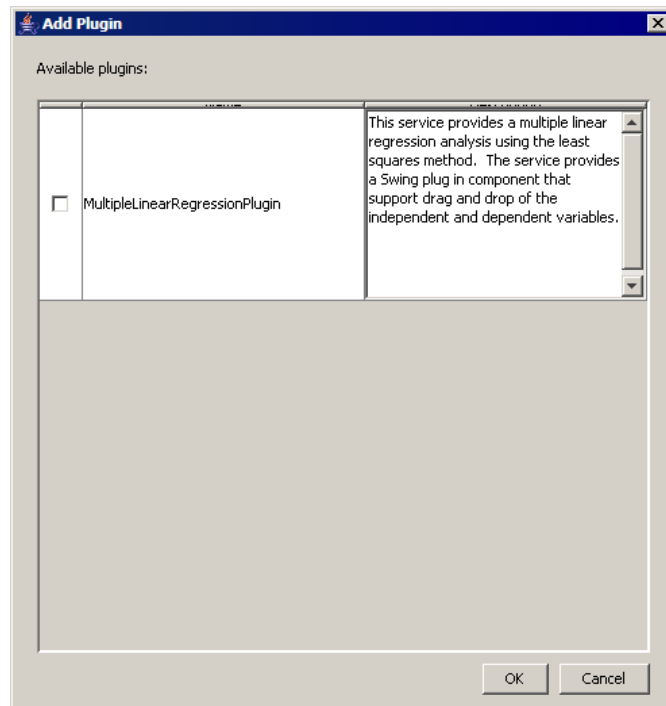 Add Plugin
Available plugins:
MultipleLinearRegressionPlugin
This service provides a multiple linear
regression analysis using the least
squares method.  The service provides
a Swing plug in component that
support drag and drop of the
independent and dependent variables.
OK
Cancel